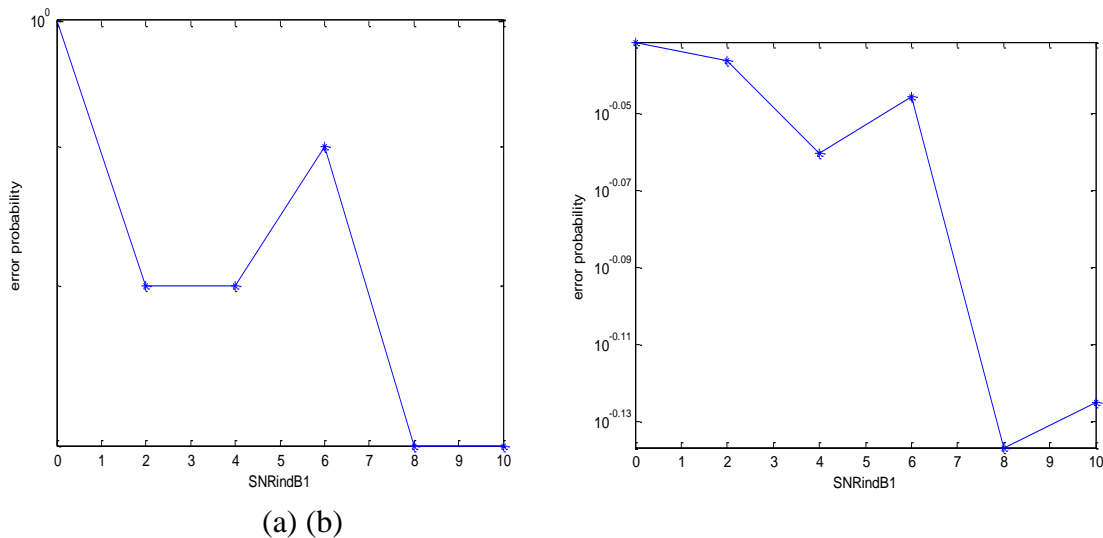 10^0
error probability
0 1 2 3 4 5 6 7 8 9 10
SNRindB1
10^-0.05
10^-0.07
10^-0.09
10^-0.11
10^-0.13
error probability
0 1 2 3 4 5 6 7 8 9 10
SNRindB1
(a) (b)